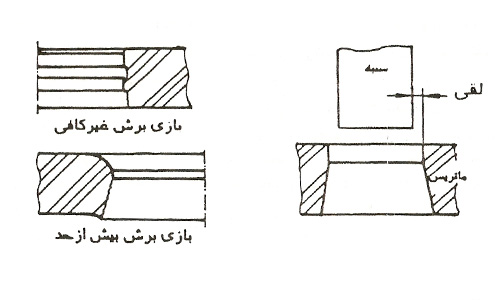 سنبه
لقی
ماتریس
بازی برش غیرکافی
بازی برش بیش از حد